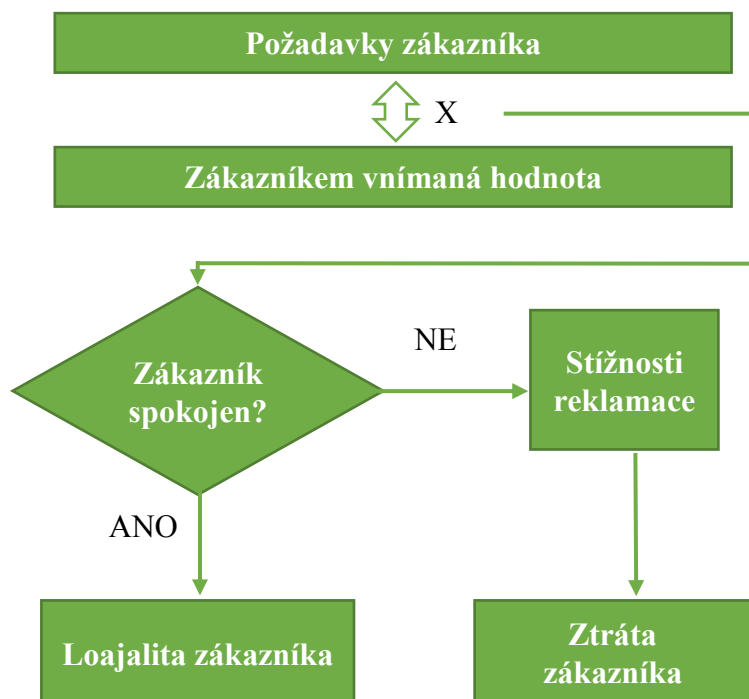 Požadavky zákazníka
X
Zákazníkem vnímaná hodnota
Zákazník
spokojen?
NE
Stížnosti
reklamace
ANO
Loajalita zákazníka
Ztráta
zákazníka